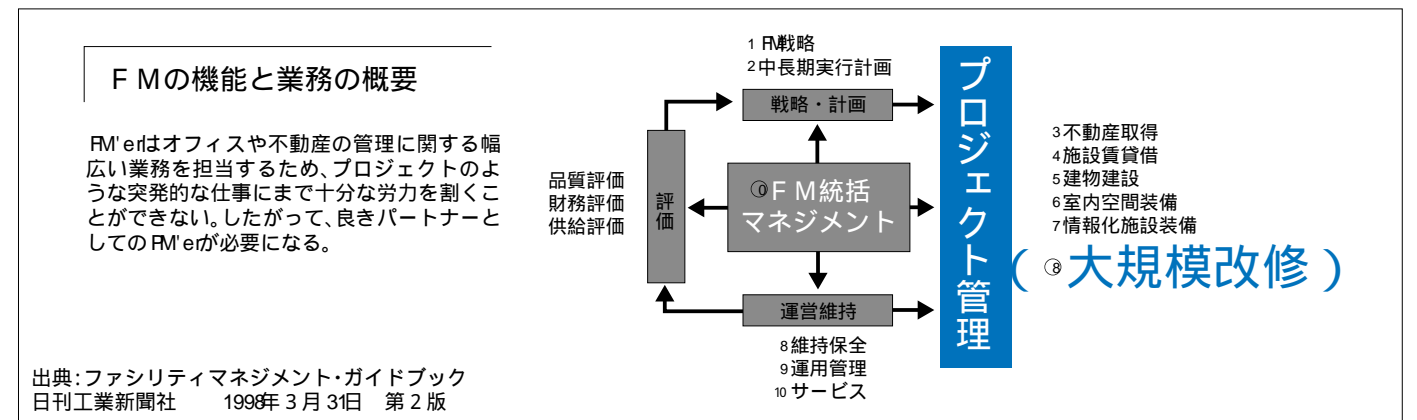 FMの機能と業務の概要
FM'erはオフィスや不動産の管理に関する幅
広い業務を担当するため、プロジェクトのよ
うな突発的な仕事にまで十分な労力を割くこ
とができない。したがって、良きパートナーと
してのPM'erが必要になる。
出典:ファシリティマネジメント・ガイドブック
日刊工業新聞社 1998年3月31日 第2版
1 FM戦略
2 中長期実行計画
戦略・計画
品質評価
財務評価
供給評価
評価
⓪FM統括
マネジメント
運営維持
8 維持保全
9 運用管理
10 サービス
プロジェクト管理
3 不動産取得
4 施設賃貸借
5 建物建設
6 室内空間装備
7 情報化施設装備
(⑧大規模改修)